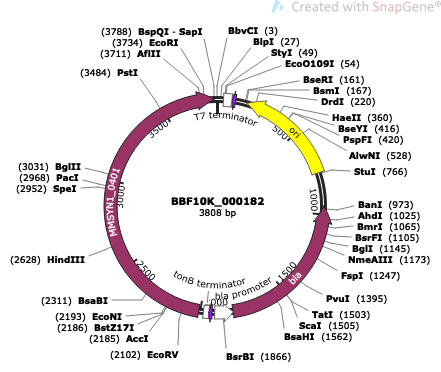 Created with SnapGene®
(3788) BspQI - SapI
(3734) EcoRI
(3711) AflII
(3484) PstI
(3031) BglII
(2968) PacI
(2952) SpeI
(2628) HindIII
(2311) BsaBI
(2193) EcoNI
(2186) BstZ17I
(2185) AccI
(2102) EcoRV
BbvCI (3)
BlpI (27)
StyI (49)
EcoO109I (54)
BseRI (161)
BsmI (167)
DrdI (220)
HaeII (360)
BseYI (416)
PspFI (420)
AlwNI (528)
StuI (766)
BanI (973)
AhdI (1025)
BmrI (1065)
BsrFI (1105)
BglI (1145)
NmeAIII (1173)
FspI (1247)
PvuI (1395)
TatI (1503)
ScaI (1505)
BsaHI (1562)
BsrBI (1866)
T7 terminator
ori
500
1000
1500
bla
bla promoter
tonB terminator
2500
3000
MMSYN1_0401
3500
BBF10K_000182
3808 bp